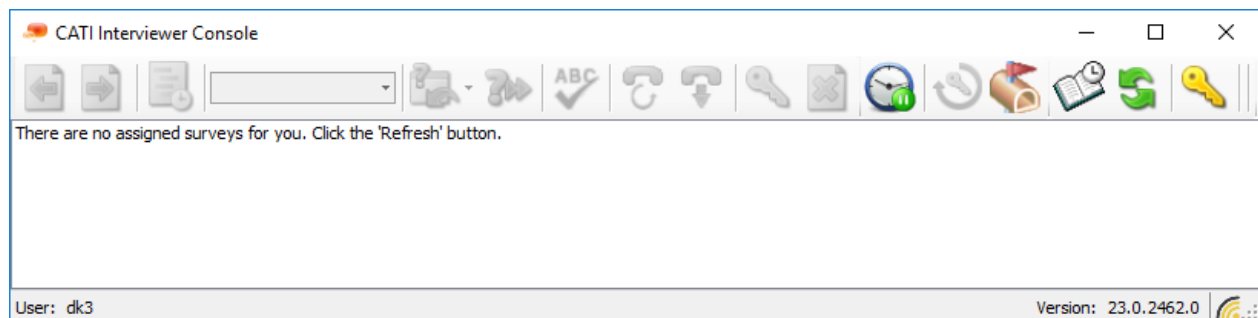 CATI Interviewer Console
ABC
There are no assigned surveys for you. Click the 'Refresh' button.
User: dk3
Version: 23.0.2462.0